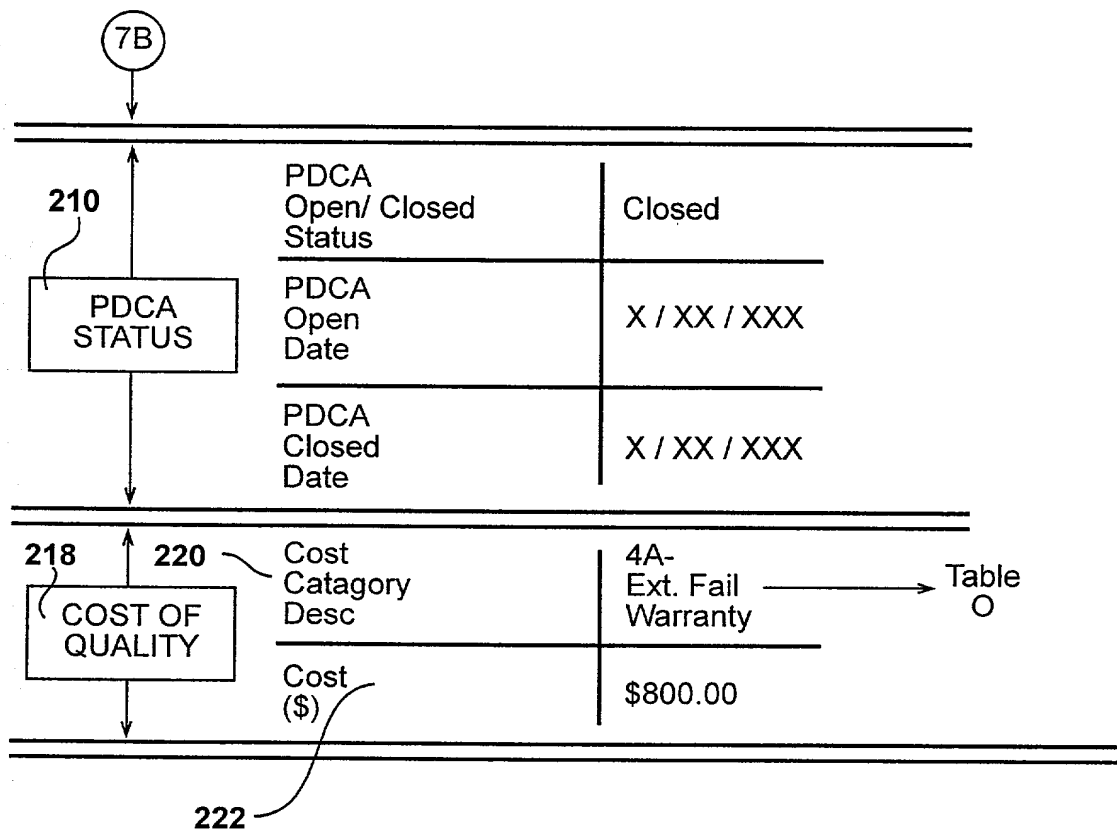 7B
210
PDCA
STATUS
PDCA
Open/ Closed
Status
Closed
PDCA
Open
Date
X / XX / XXX
PDCA
Closed
Date
X / XX / XXX
218
COST OF
QUALITY
220
Cost
Catagory
Desc
4A-
Ext. Fail
Warranty
Table
O
Cost
($)
$800.00
222